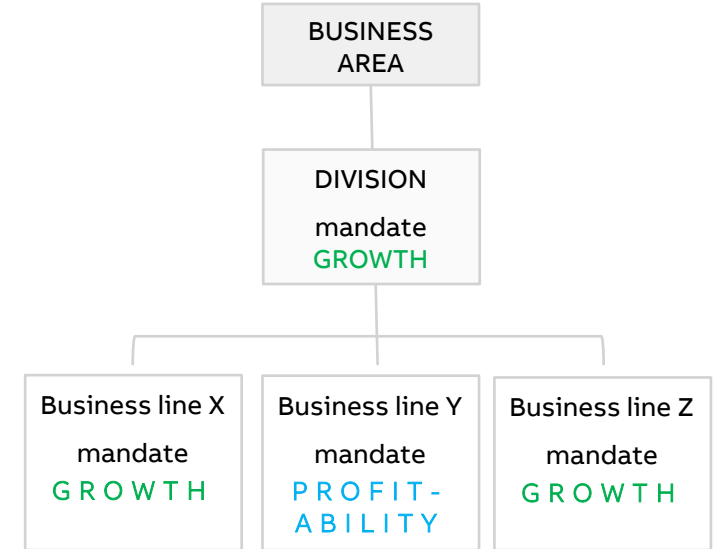 BUSINESS
AREA
DIVISION
mandate
GROWTH
Business line X
mandate
GROWTH
Business line Y
mandate
PROFIT-
ABILITY
Business line Z
mandate
GROWTH